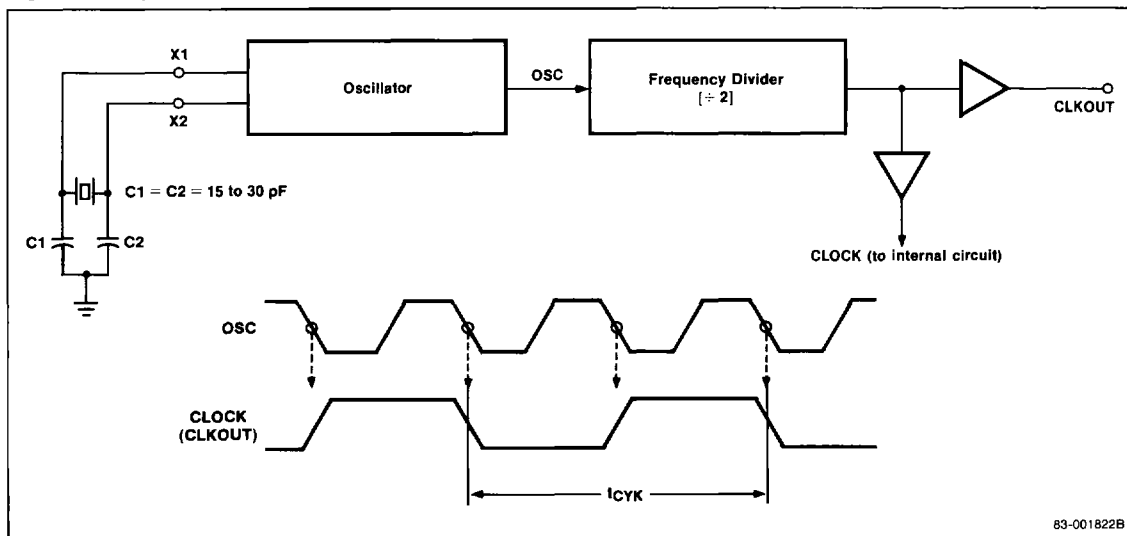 X1
X2
Oscillator
OSC
Frequency Divider
[÷ 2]
CLKOUT
C1 = C2 = 15 to 30 pF
C1
C2
CLOCK (to internal circuit)
OSC
CLOCK
(CLKOUT)
tCYK
83-001822B